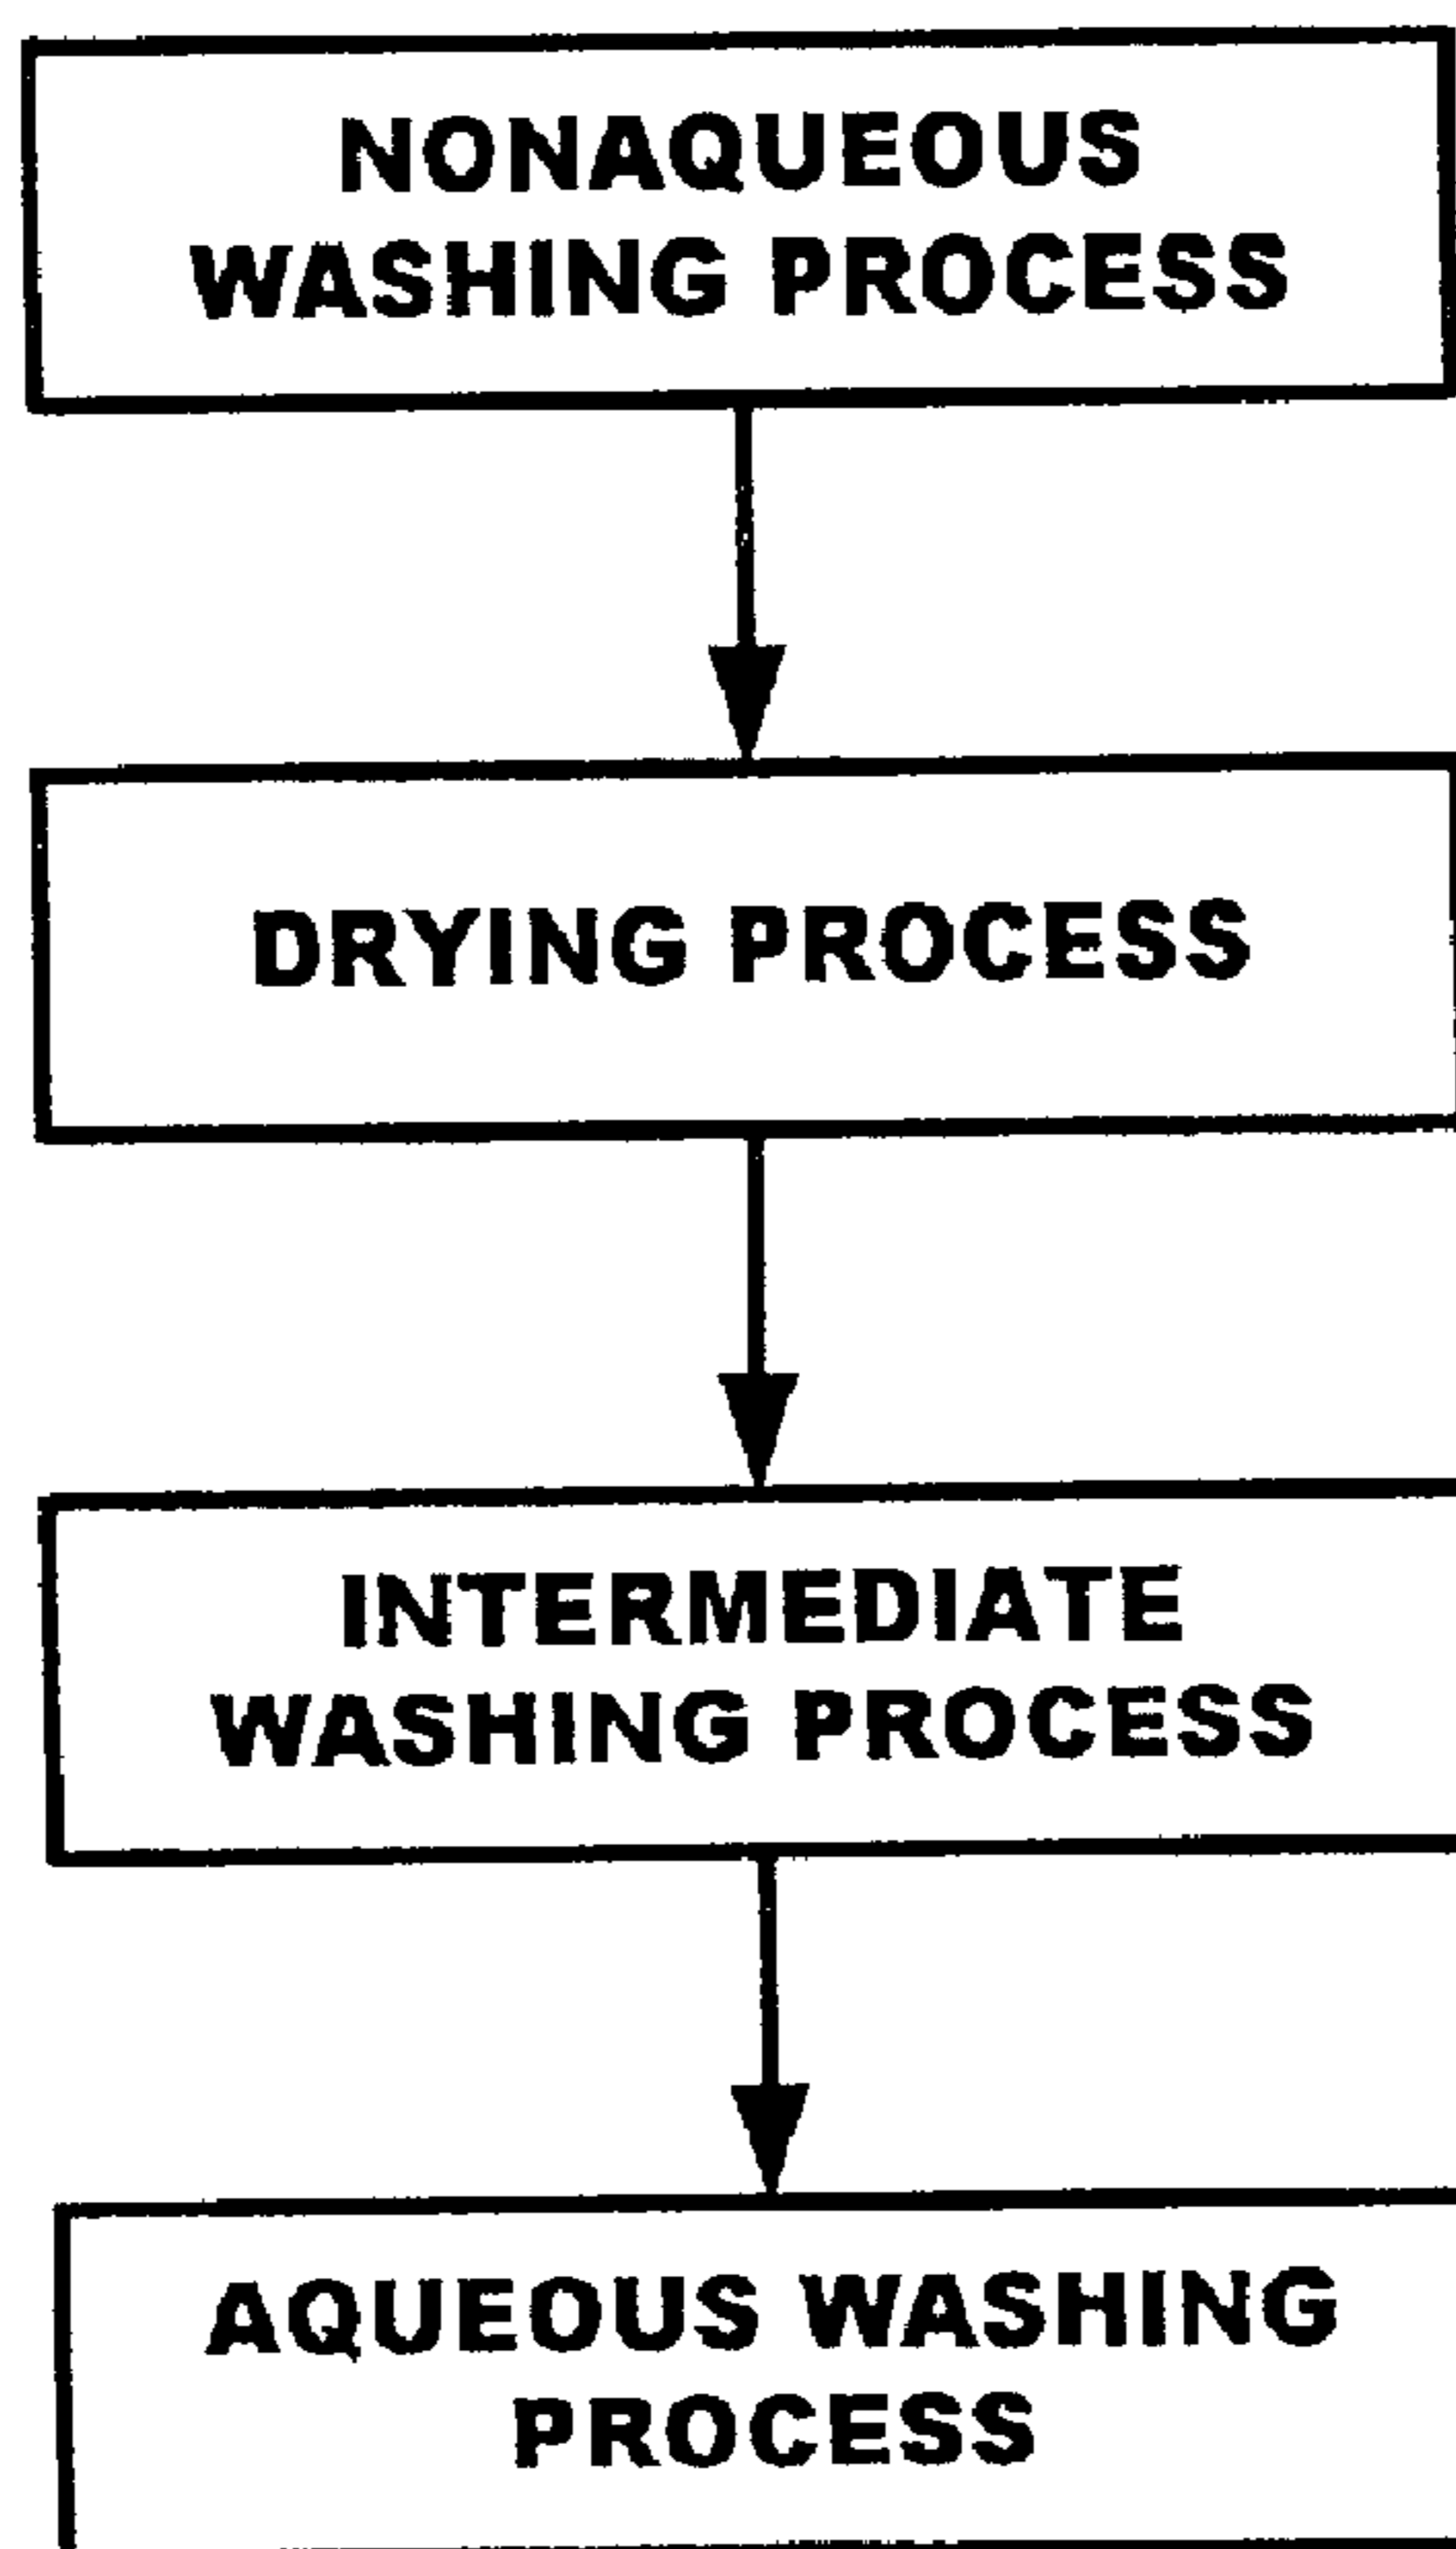 NONAQUEOUS
WASHING PROCESS
DRYING PROCESS
INTERMEDIATE
WASHING PROCESS
AQUEOUS WASHING
PROCESS